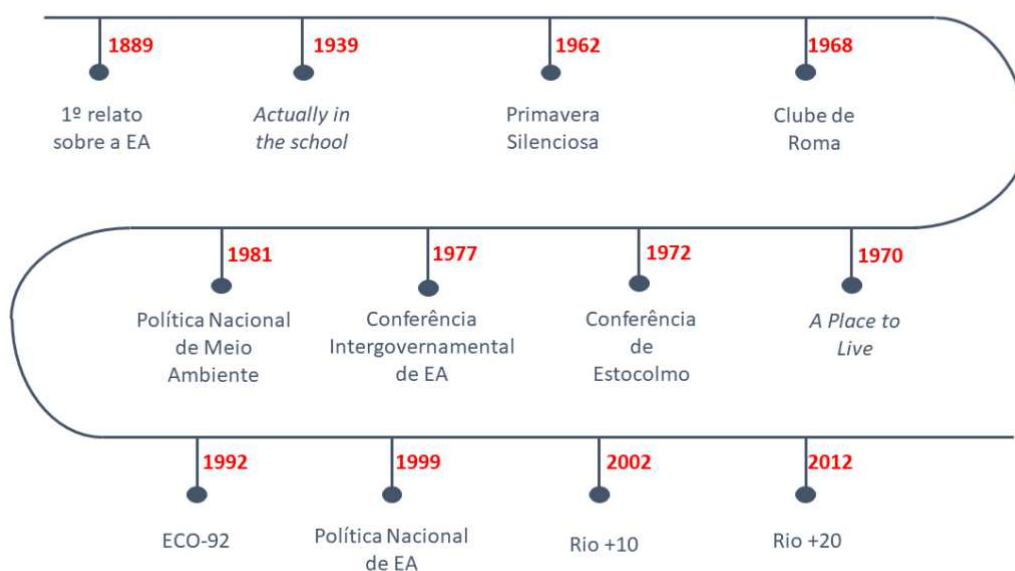 1889
1º relato
sobre a EA
1939
Actually in
the school
1962
Primavera
Silenciosa
1968
Clube de
Roma
1970
A Place to
Live
1972
Conferência
de
Estocolmo
1977
Conferência
Intergovernamental
de EA
1981
Política Nacional
de Meio
Ambiente
1992
ECO-92
1999
Política Nacional
de EA
2002
Rio +10
2012
Rio +20